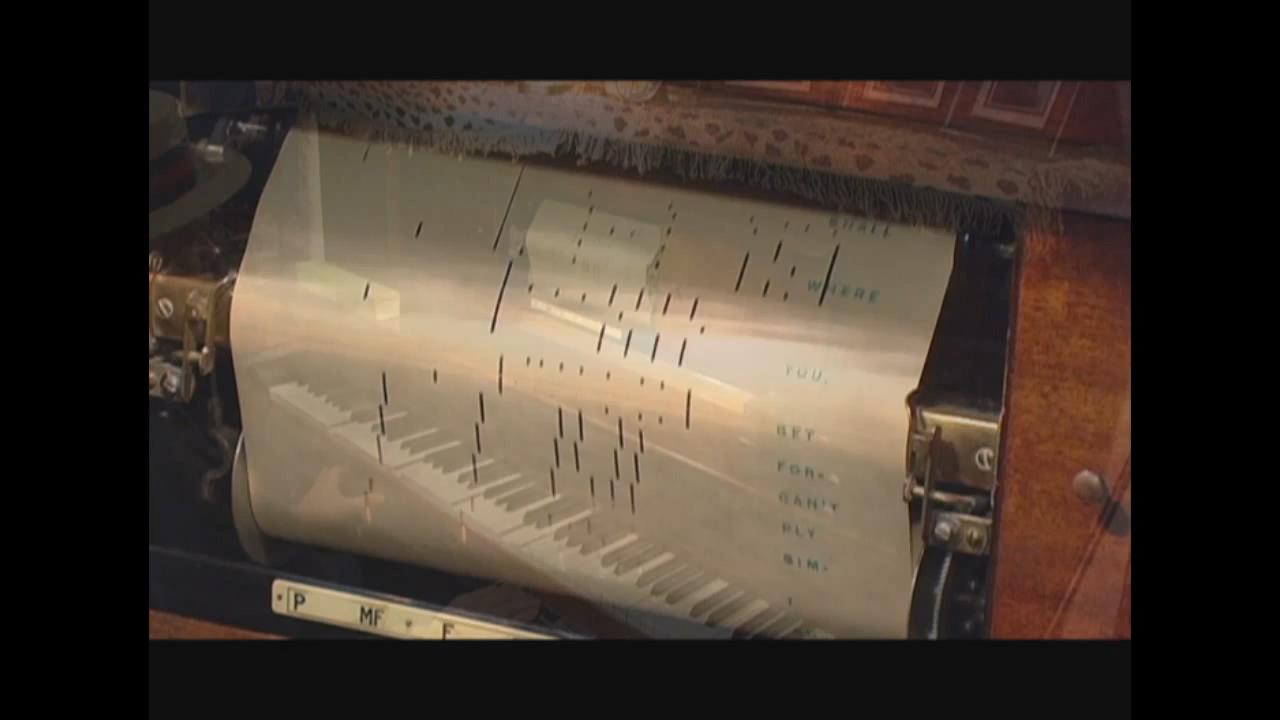 SHALL
WHERE
YOU.
GET
FOR-
CAN'T
PLY
SIM-
I
P MF F